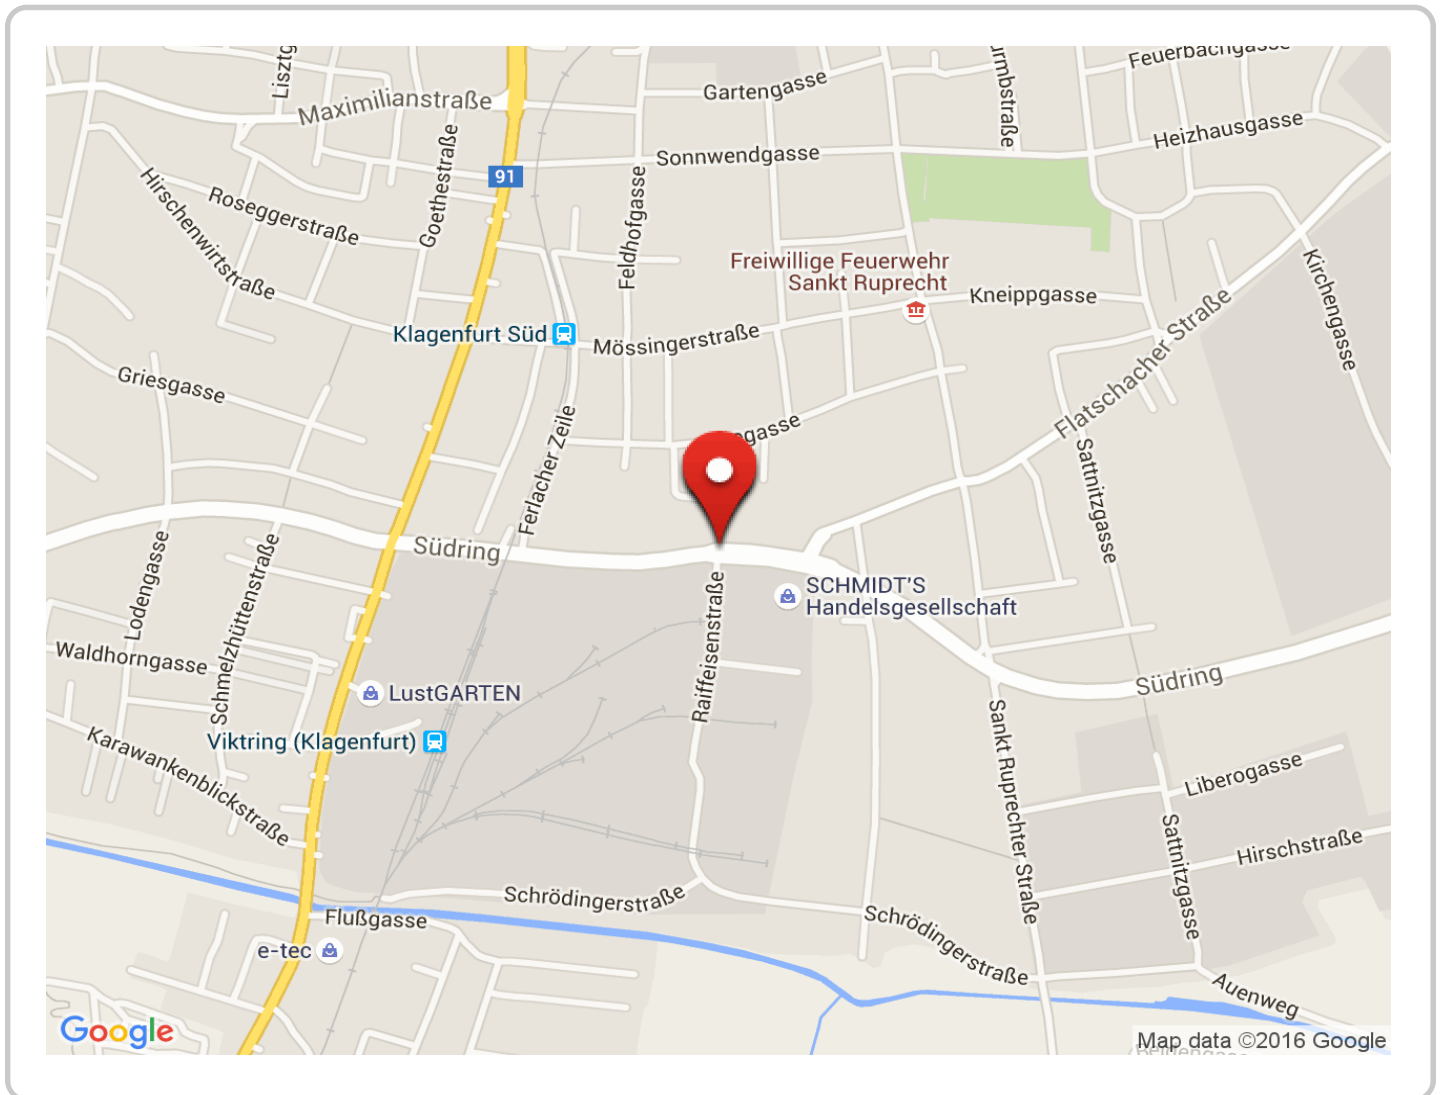 Feuerbachgasse
Maximilianstraße
Gartengasse
Heizhausgasse
Goethestraße
Sonnwendgasse
91
Hirschenwirtstraße
Roseggerstraße
Feldhofgasse
Freiwillige Feuerwehr
Sankt Ruprecht
Kneippgasse
Kirchengasse
Klagenfurt Süd
Mössingerstraße
Flatschacher Straße
Griesgasse
Ferlacher Zeile
Sattnitzgasse
Südring
Lodengasse
Schmelzhüttenstraße
Raiffeisenstraße
SCHMIDT'S
Handelsgesellschaft
Waldhorngasse
LustGARTEN
Südring
Viktring (Klagenfurt)
Karawankenblickstraße
Sankt Ruprechter Straße
Liberogasse
Sattnitzgasse
Hirschstraße
Schrödingerstraße
Flußgasse
Schrödingerstraße
e-tec
Auenweg
Google
Map data ©2016 Google